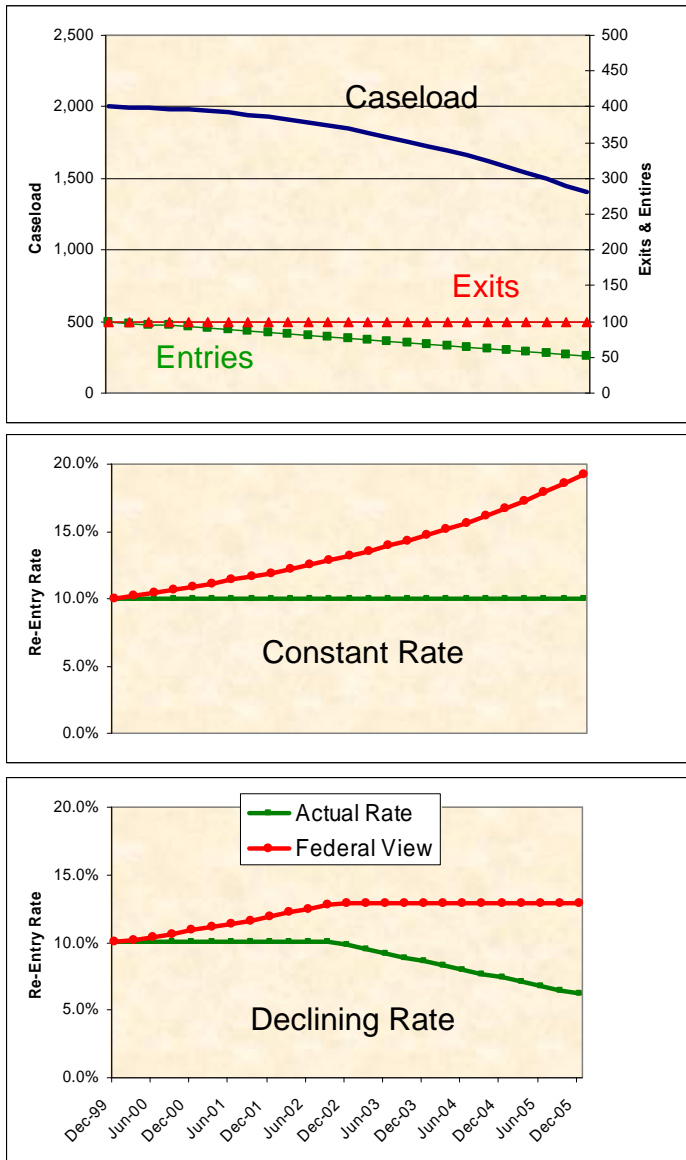 2,500
2,000
1,500
1,000
500
0
Caseload
Caseload
Exits
Entries
500
450
400
350
300
250
200
150
100
50
0
Exits & Entires
20.0%
15.0%
10.0%
5.0%
0.0%
Re-Entry Rate
Constant Rate
20.0%
15.0%
10.0%
5.0%
0.0%
Re-Entry Rate
Actual Rate
Federal View
Declining Rate
Dec-99
Jun-00
Dec-00
Jun-01
Dec-01
Jun-02
Dec-02
Jun-03
Dec-03
Jun-04
Dec-04
Jun-05
Dec-05